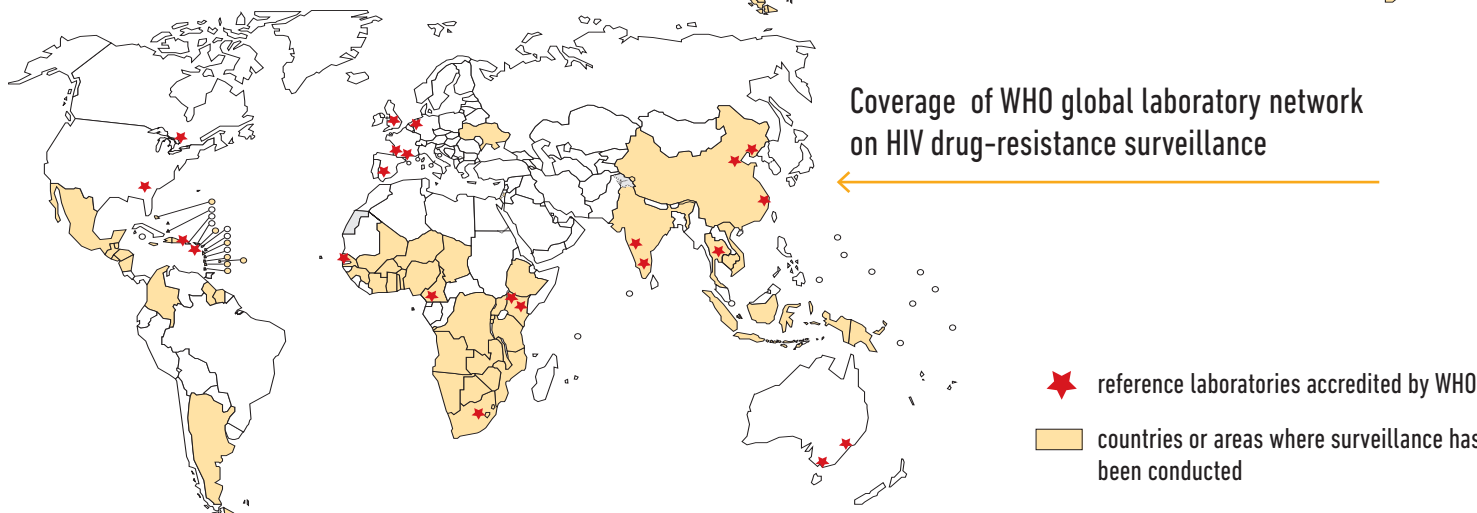 Coverage of WHO global laboratory network
on HIV drug-resistance surveillance
reference laboratories accredited by WHO
countries or areas where surveillance has
been conducted